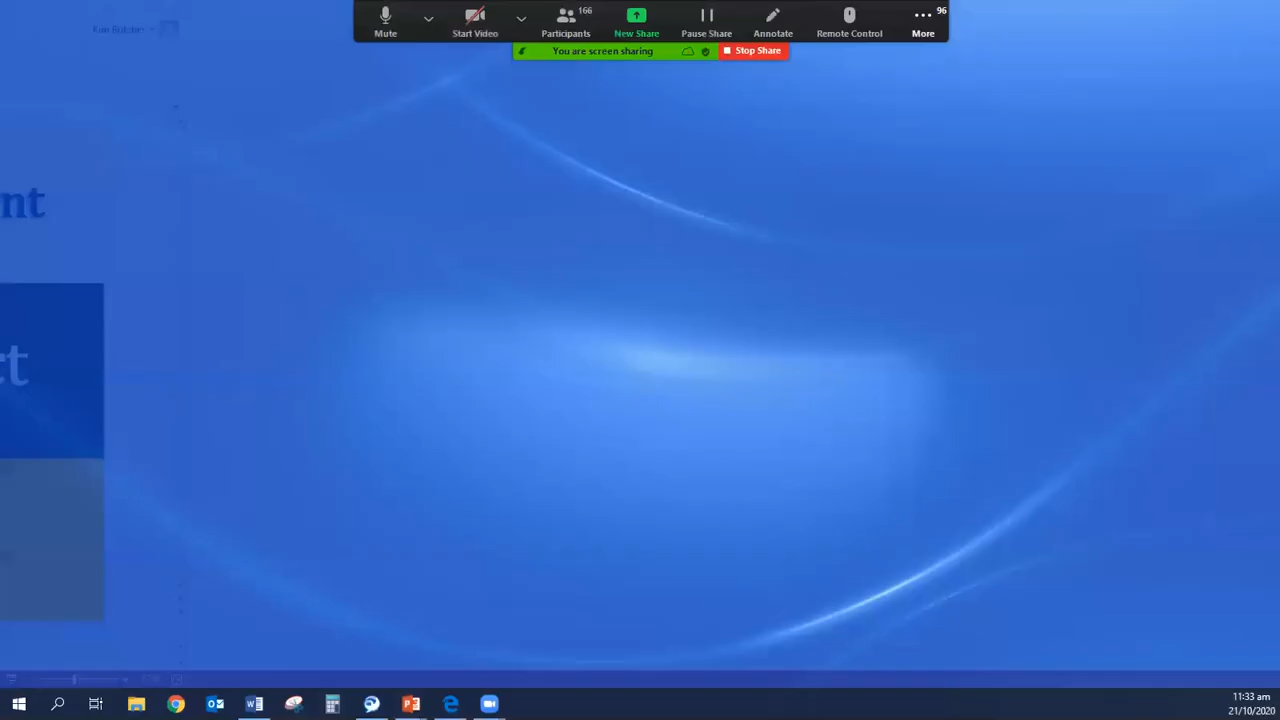 166
96
Mute
Start Video
Participants
New Share
Pause Share
Annotate
Remote Control
More
You are screen sharing
Stop Share
nt
ct
11:33 am
21/10/2020